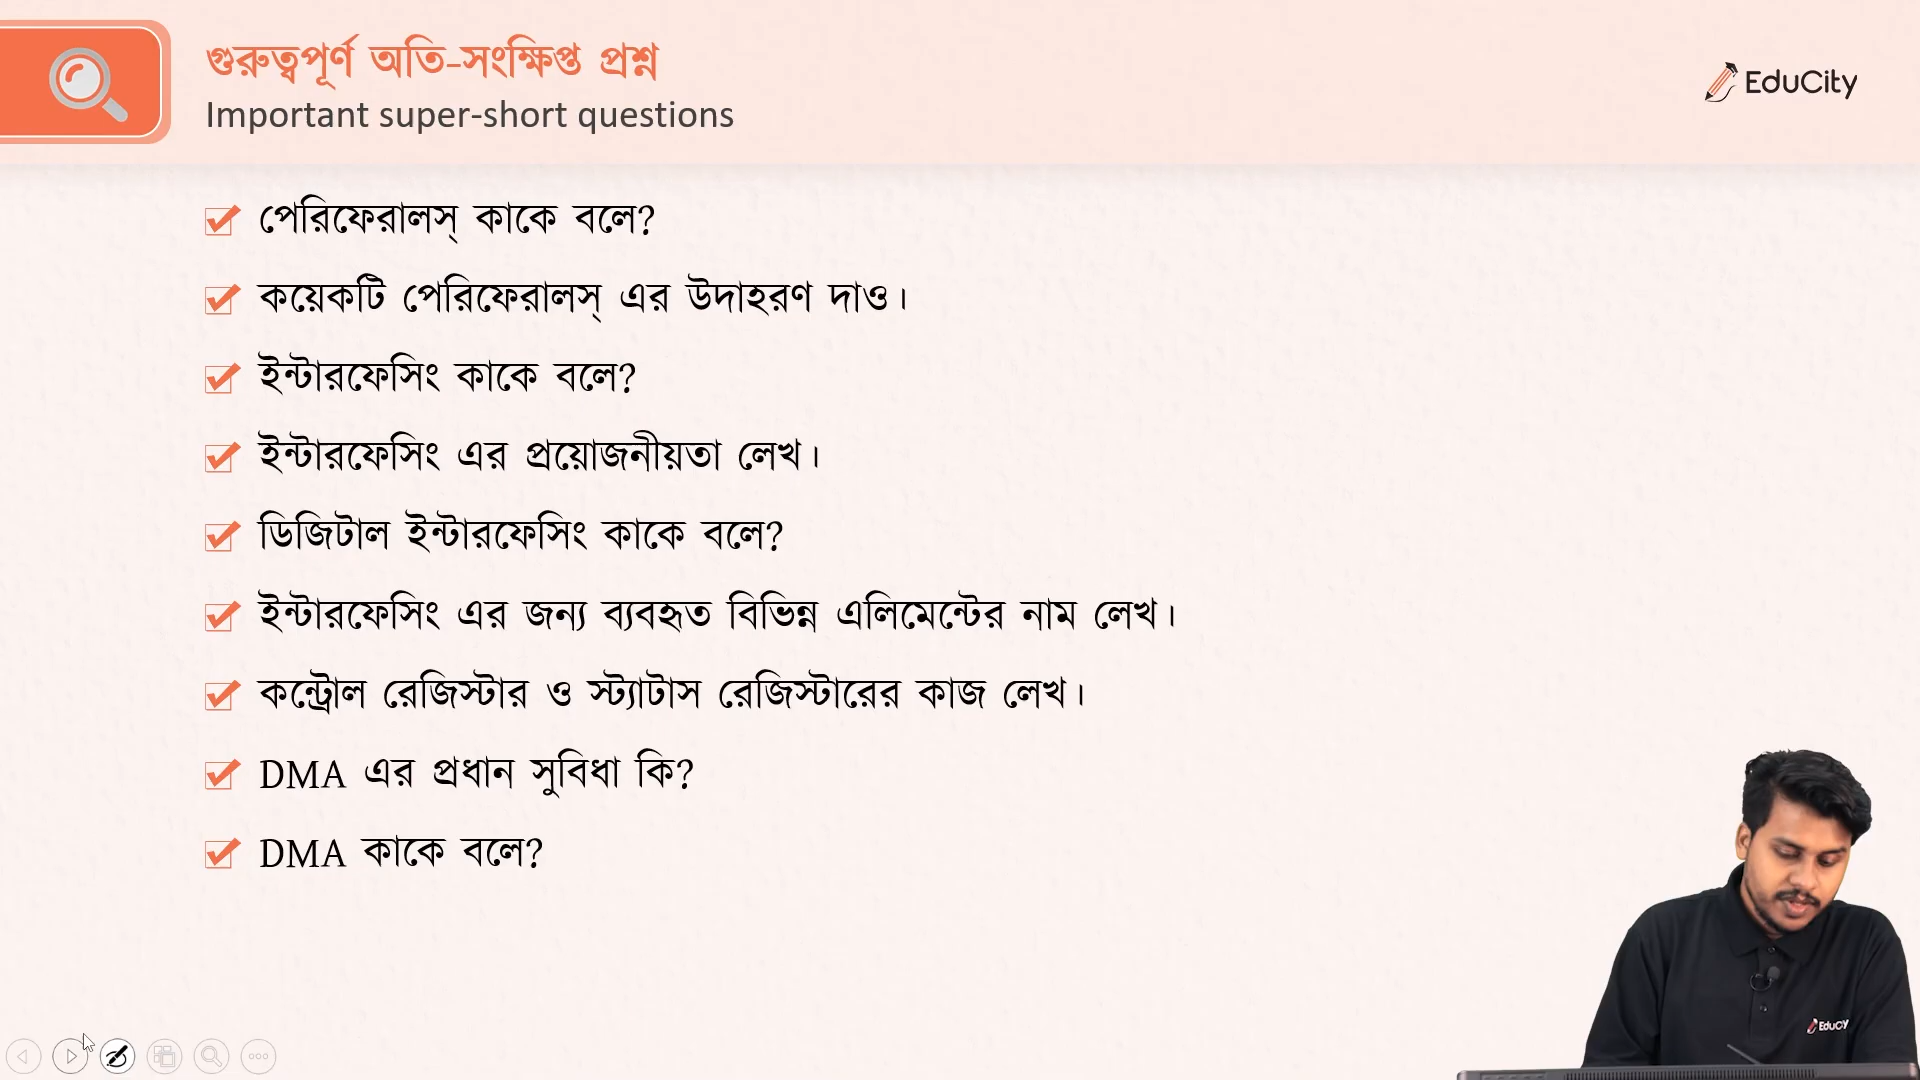 গুরুত্বপূর্ণ অতি-সংক্ষিপ্ত প্রশ্ন
Important super-short questions
EduCity
পেরিফেরালস্ কাকে বলে?
কয়েকটি পেরিফেরালস্ এর উদাহরণ দাও।
ইন্টারফেসিং কাকে বলে?
ইন্টারফেসিং এর প্রয়োজনীয়তা লেখ।
ডিজিটাল ইন্টারফেসিং কাকে বলে?
ইন্টারফেসিং এর জন্য ব্যবহৃত বিভিন্ন এলিমেন্টের নাম লেখ।
কন্ট্রোল রেজিস্টার ও স্ট্যাটাস রেজিস্টারের কাজ লেখ।
DMA এর প্রধান সুবিধা কি?
DMA কাকে বলে?
EduCity